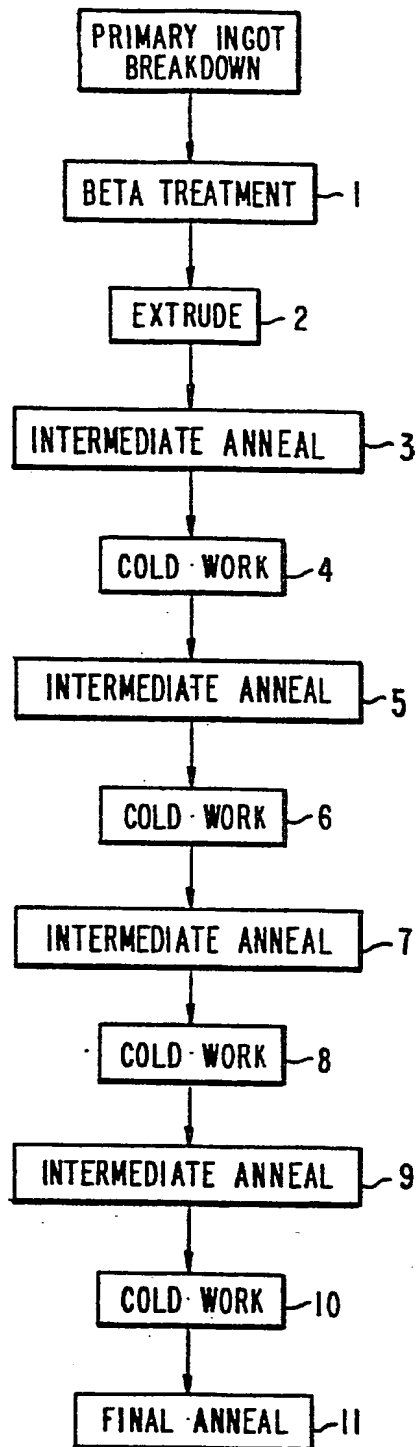 PRIMARY INGOT
BREAKDOWN
BETA TREATMENT 1
EXTRUDE 2
INTERMEDIATE ANNEAL 3
COLD WORK 4
INTERMEDIATE ANNEAL 5
COLD WORK 6
INTERMEDIATE ANNEAL 7
COLD WORK 8
INTERMEDIATE ANNEAL 9
COLD WORK 10
FINAL ANNEAL 11